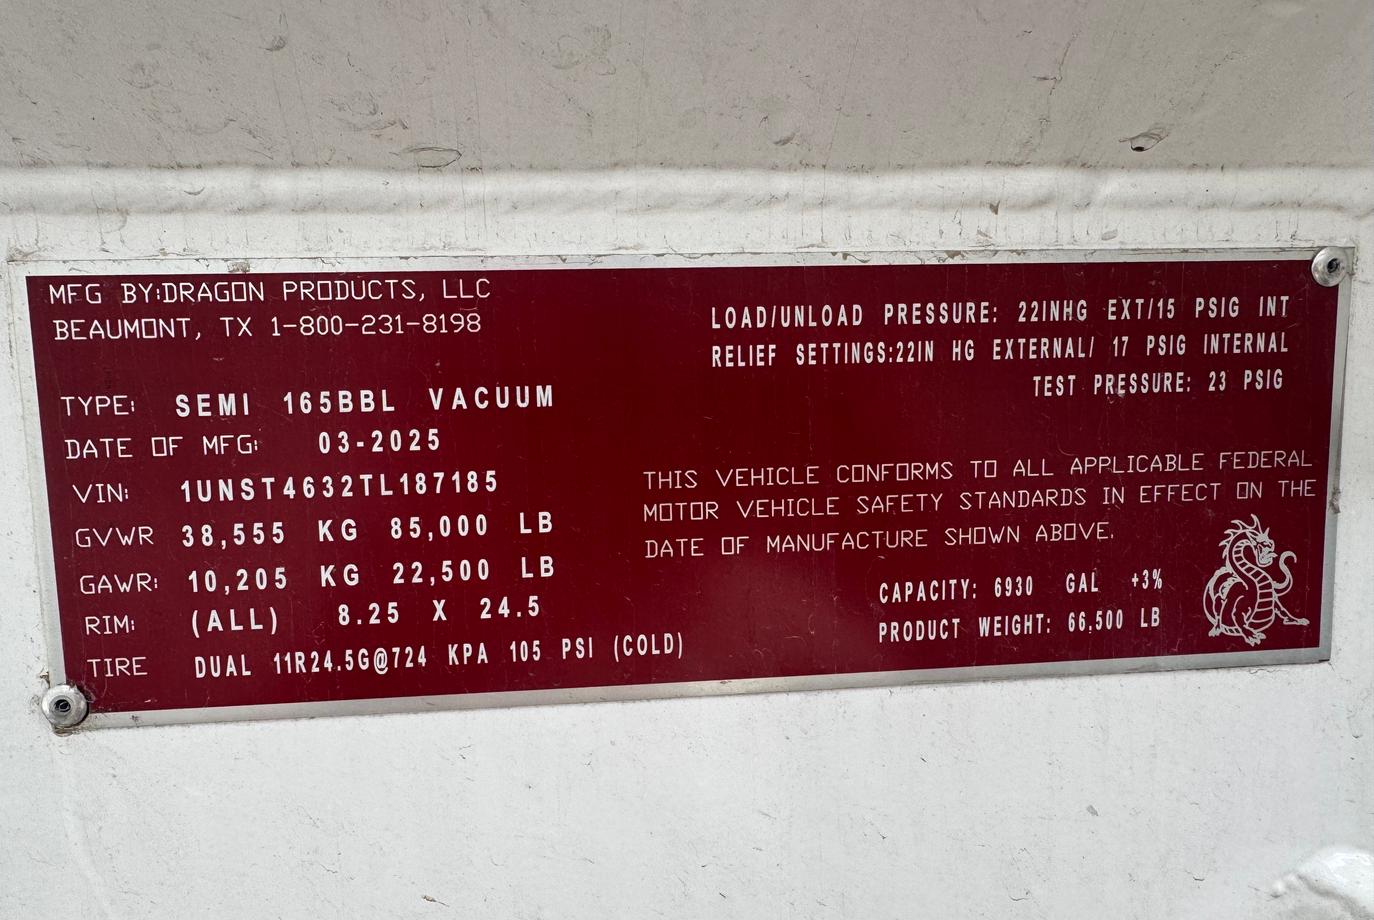 MFG BY:DRAGON PRODUCTS, LLC
BEAUMONT, TX 1-800-231-8198
TYPE: SEMI 165BBL VACUUM
DATE OF MFG: 03-2025
VIN: 1UNST4632TL187185
GVWR 38,555 KG 85,000 LB
GAWR: 10,205 KG 22,500 LB
RIM: (ALL) 8.25 X 24.5
TIRE DUAL 11R24.5G@724 KPA 105 PSI (COLD)
LOAD/UNLOAD PRESSURE: 22INHG EXT/15 PSIG INT
RELIEF SETTINGS:22IN HG EXTERNAL/ 17 PSIG INTERNAL
TEST PRESSURE: 23 PSIG
THIS VEHICLE CONFORMS TO ALL APPLICABLE FEDERAL
MOTOR VEHICLE SAFETY STANDARDS IN EFFECT ON THE
DATE OF MANUFACTURE SHOWN ABOVE.
CAPACITY: 6930 GAL +3%
PRODUCT WEIGHT: 66,500 LB